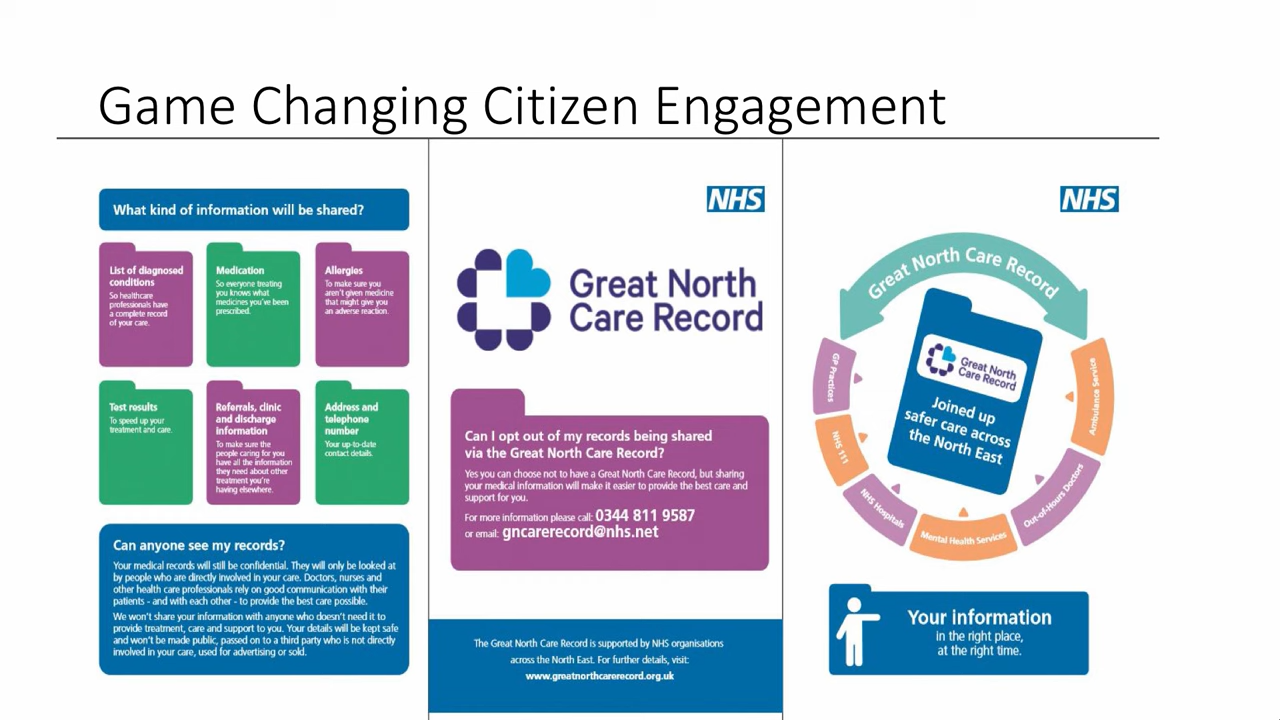 Game Changing Citizen Engagement
What kind of information will be shared?
List of diagnosed
conditions
So healthcare
professionals have
a complete record
of your care.
Medication
So everyone treating
you knows what
medicines you've been
prescribed.
Allergies
To make sure you
aren't given medicine
that might give you
an adverse reaction.
Test results
To speed up your
treatment and care.
Referrals, clinic
and discharge
information
To make sure the
people caring for you
have all the information
they need about other
treatment you're
having elsewhere.
Address and
telephone
number
Your up-to-date
contact details.
Can anyone see my records?
Your medical records will still be confidential. They will only be looked at
by people who are directly involved in your care. Doctors, nurses and
other health care professionals rely on good communication with their
patients - and with each other - to provide the best care possible.
We won't share your information with anyone who doesn't need it to
provide treatment, care and support to you. Your details will be kept safe
and won't be made public, passed on to a third party who is not directly
involved in your care, used for advertising or sold.
NHS
Great North
Care Record
Can I opt out of my records being shared
via the Great North Care Record?
Yes you can choose not to have a Great North Care Record, but sharing
your medical information will make it easier to provide the best care and
support for you.
For more information please call: 0344 811 9587
or email: gncarerecord@nhs.net
The Great North Care Record is supported by NHS organisations
across the North East. For further details, visit:
www.greatnorthcarerecord.org.uk
NHS
Great North Care Record
Great North
Care Record
Joined up
safer care across
the North East
GP Practices
NHS 111
NHS Hospitals
Mental Health Services
Out-of-Hours Doctors
Ambulance Service
Your information
in the right place,
at the right time.